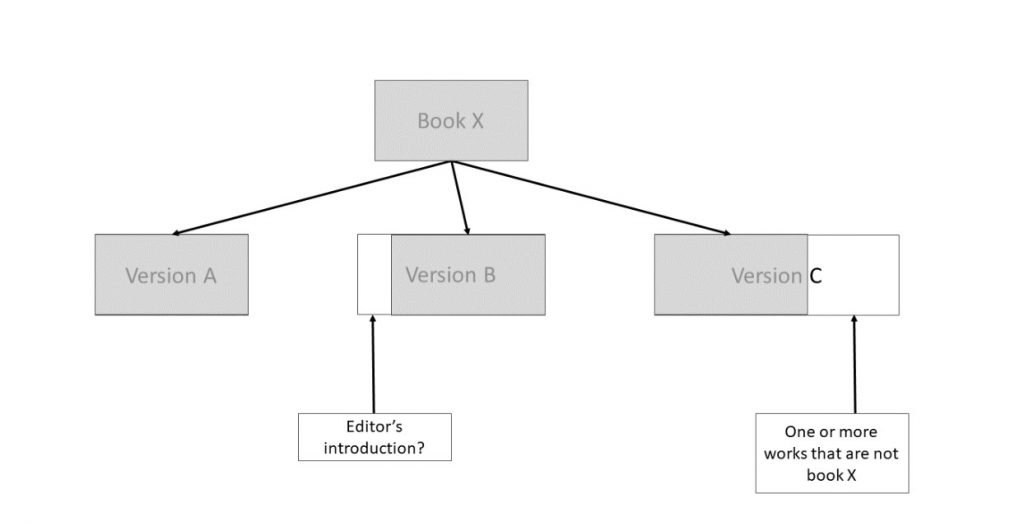 Book X
Version A
Version B
Version C
Editor’s
introduction?
One or more
works that are not
book X